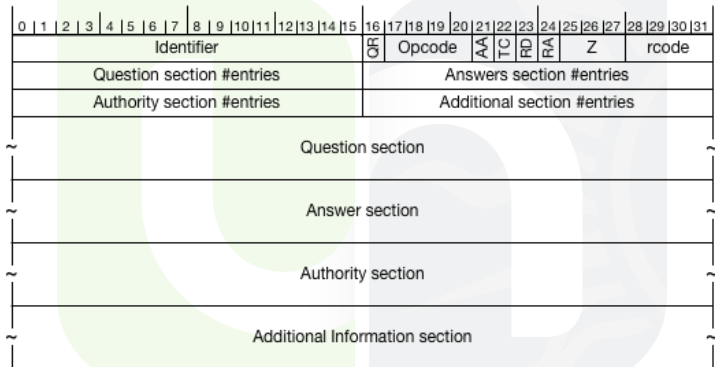 0 1 2 3 4 5 6 7 8 9 10 11 12 13 14 15 16 17 18 19 20 21 22 23 24 25 26 27 28 29 30 31
Identifier QR Opcode AA TC RD RA Z rcode
Question section #entries Answers section #entries
Authority section #entries Additional section #entries
~ Question section ~
~ Answer section ~
~ Authority section ~
~ Additional Information section ~